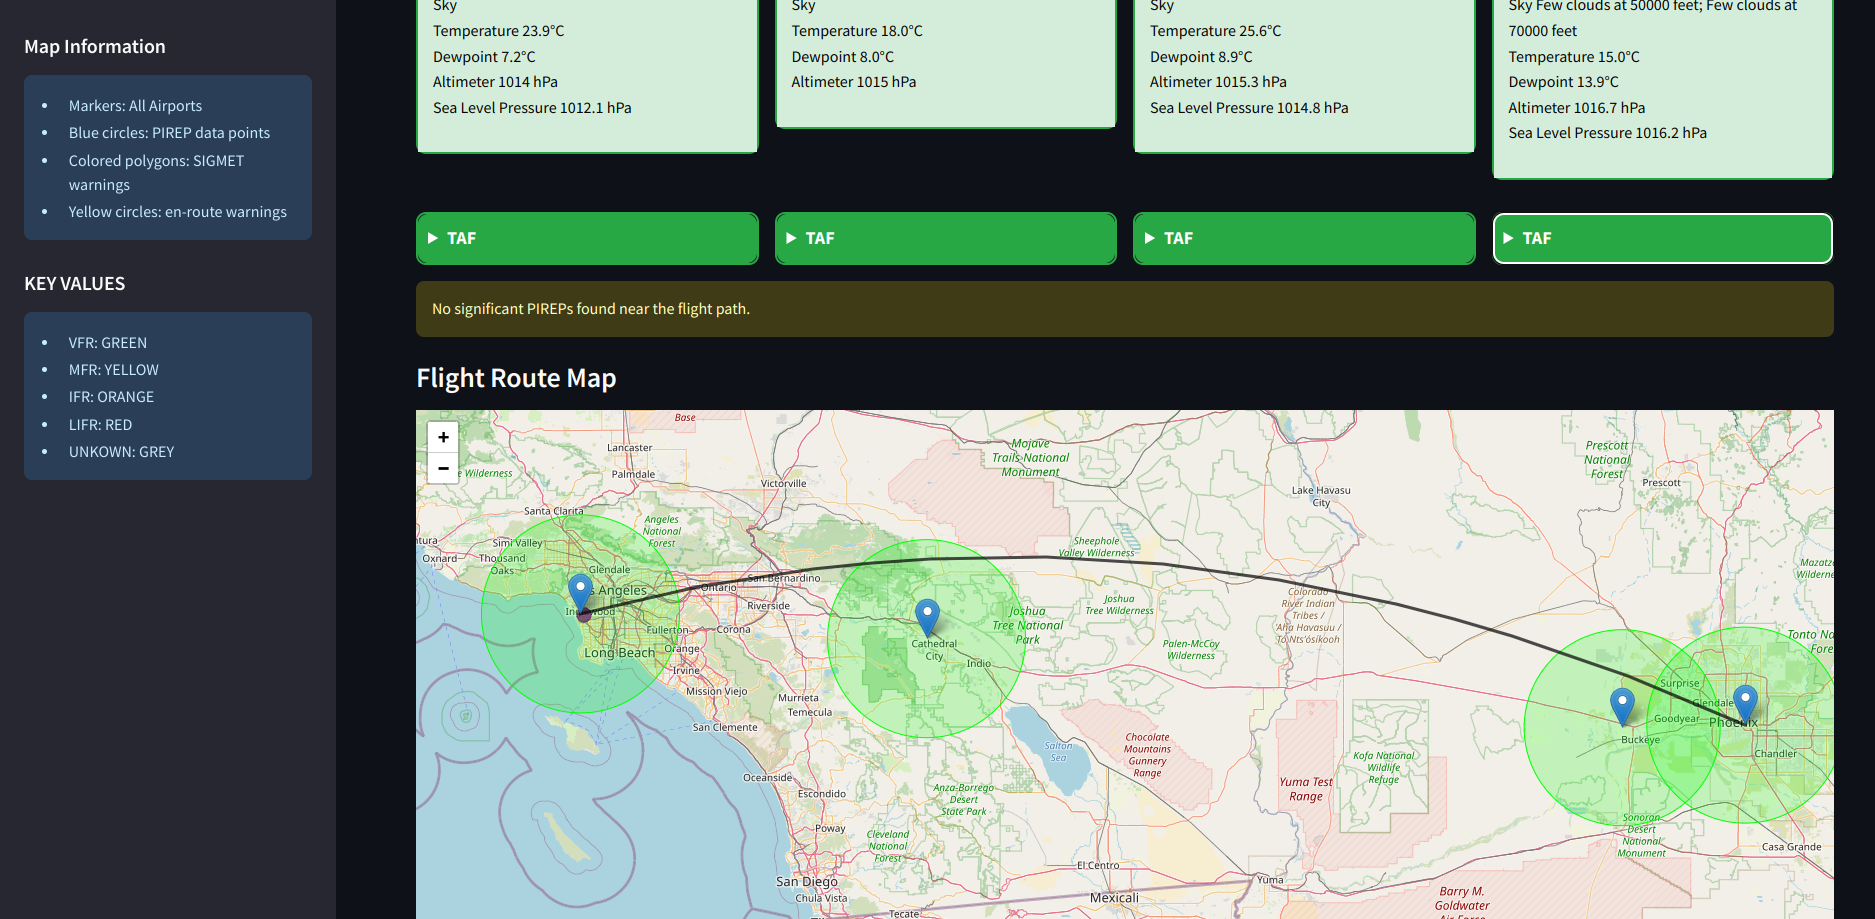 Map Information
Markers: All Airports
Blue circles: PIREP data points
Colored polygons: SIGMET
warnings
Yellow circles: en-route warnings
KEY VALUES
VFR: GREEN
MFR: YELLOW
IFR: ORANGE
LIFR: RED
UNKOWN: GREY
Sky
Temperature 23.9°C
Dewpoint 7.2°C
Altimeter 1014 hPa
Sea Level Pressure 1012.1 hPa
Sky
Temperature 18.0°C
Dewpoint 8.0°C
Altimeter 1015 hPa
Sky
Temperature 25.6°C
Dewpoint 8.9°C
Altimeter 1015.3 hPa
Sea Level Pressure 1014.8 hPa
Sky Few clouds at 50000 feet; Few clouds at
70000 feet
Temperature 15.0°C
Dewpoint 13.9°C
Altimeter 1016.7 hPa
Sea Level Pressure 1016.2 hPa
TAF
TAF
TAF
TAF
No significant PIREPs found near the flight path.
Flight Route Map
+
−
Base
Lancaster
Palmdale
e Wilderness
Victorville
Mojave
Trails National
Monument
Lake Havasu
City
Prescott
National
Forest
Prescott
Santa Clarita
Angeles
National
Forest
tura
Oxnard
Simi Valley
Thousand
Oaks
Glendale
s Angeles
Long Beach
Fullerton
Orange
Irvine
Ontario
San Bernardino
Riverside
Corona
Mission Viejo
Murrieta
Temecula
San Clemente
Oceanside
Escondido
Poway
San Diego
Chula Vista
Tecate
Cathedral
City
Indio
Joshua
Tree National
Park
Sheephole
Valley Wilderness
Joshua
Tree Wilderness
Palen-McCoy
Wilderness
Colorado
River Indian
Tribes /
'Aha Havasuu /
ToNts'ósikooh
Salton
Sea
Chocolate
Mountains
Gunnery
Range
Anza-Borrego
Desert
State Park
Cleveland
National
Forest
El Centro
Mexicali
Yuma
Yuma Test
Range
Kofa National
Wildlife
Refuge
Barry M.
Goldwater
Mazatz
Wilderne
Tonto Na
Fore
Surprise
Glendale
Goodyear
Phoenix
Buckeye
Chandler
Sonoran
Desert
National
Monument
Casa Grande